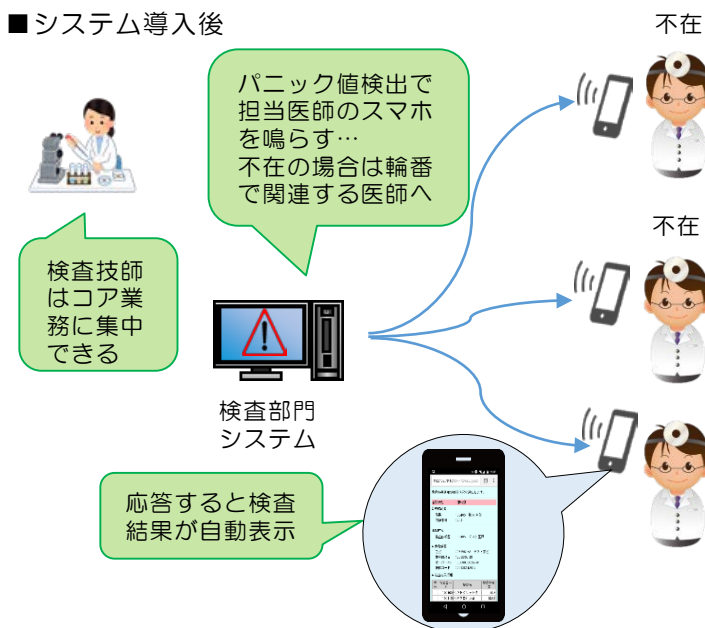 ■システム導入後
不在
パニック値検出で
担当医師のスマホ
を鳴らす…
不在の場合は輪番
で関連する医師へ
不在
検査技師
はコア業
務に集中
できる
検査部門
システム
応答すると検査
結果が自動表示